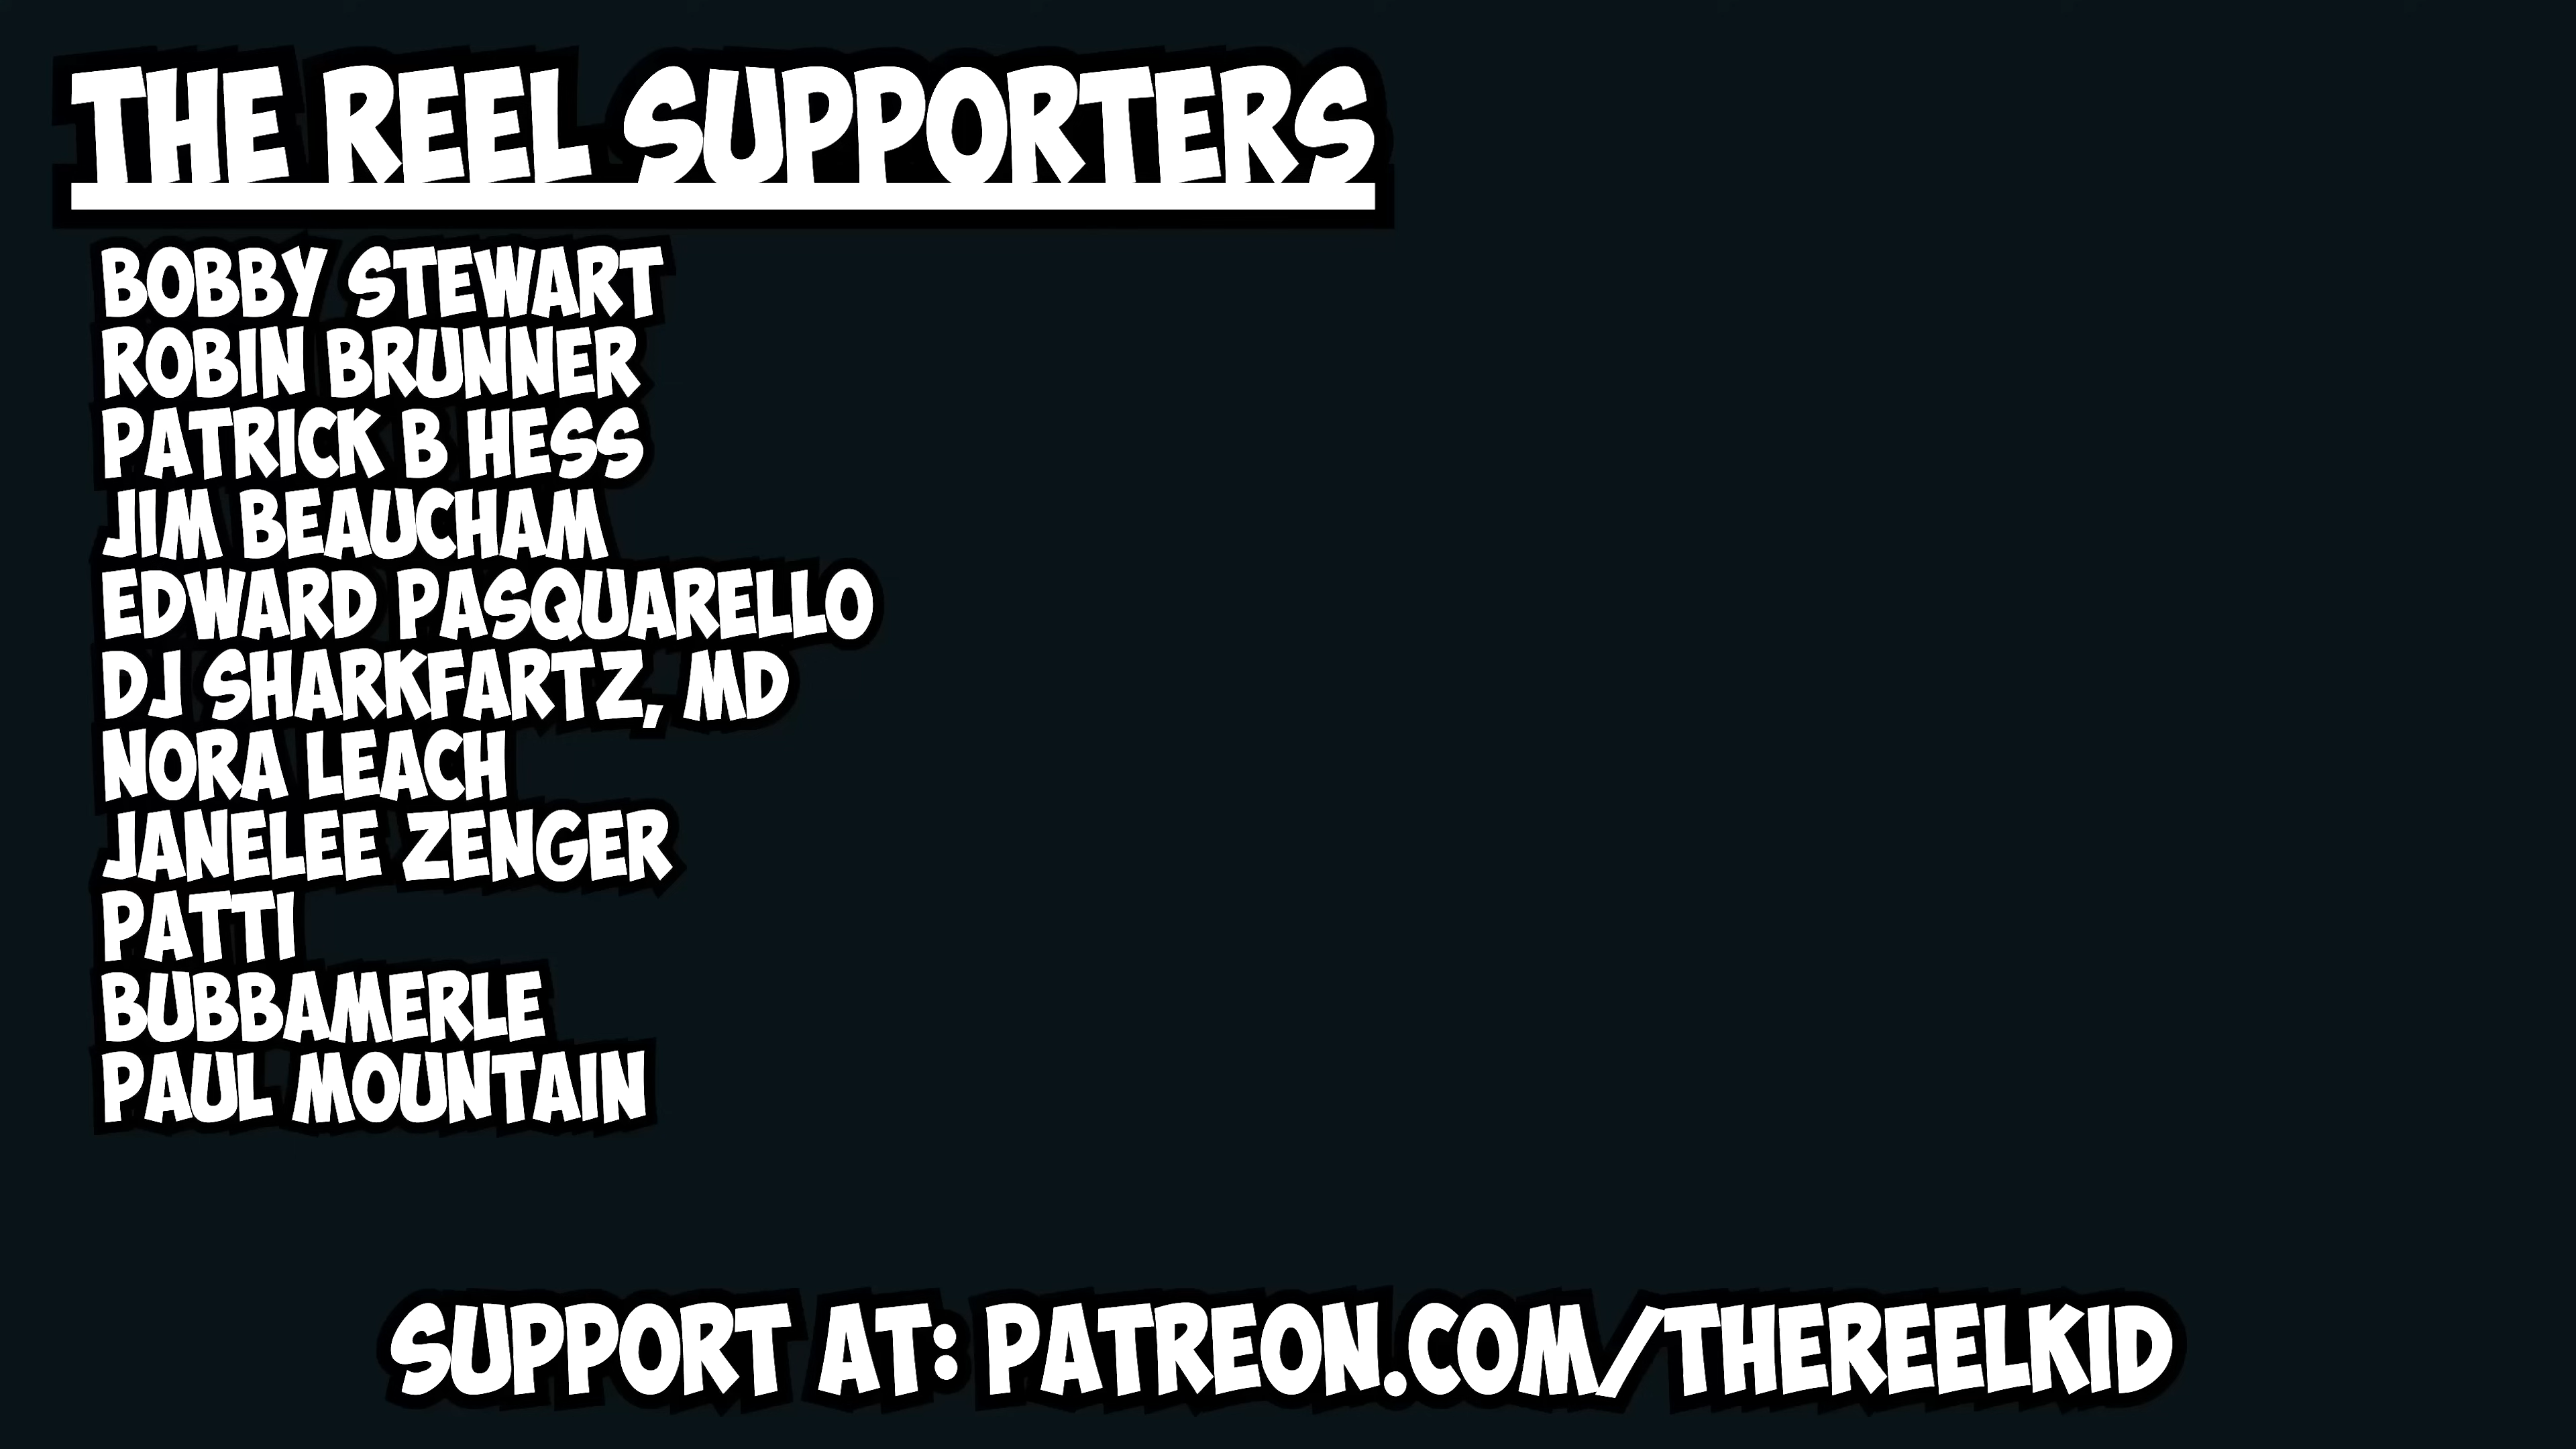 THE REEL SUPPORTERS
BOBBY STEWART
ROBIN BRUNNER
PATRICK B HESS
JIM BEAUCHAM
EDWARD PASQUARELLO
DJ SHARKFARTZ, MD
NORA LEACH
JANELEE ZENGER
PATTI
BUBBAMERLE
PAUL MOUNTAIN
SUPPORT AT: PATREON.COM/THEREELKID